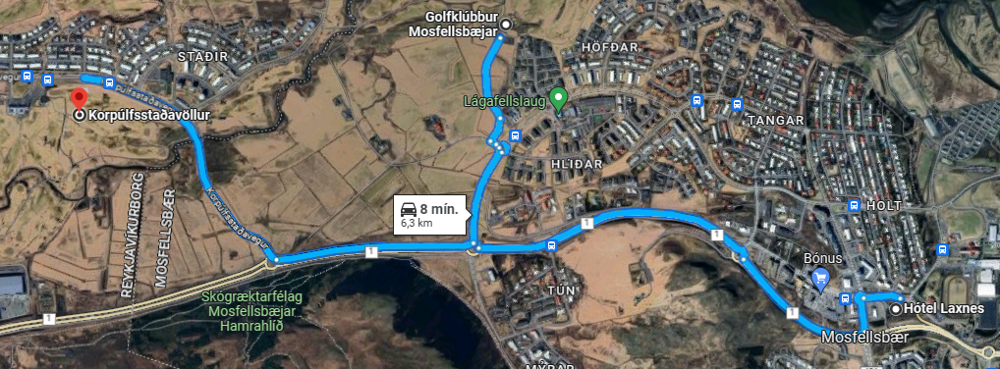 Golfklúbbur
Mosfellsbæjar
HÖFÐAR
STAÐIR
Lágafellslaug
Korpúlfsstaðavöllur
TANGAR
HLÍÐAR
REYKJAVÍKURBORG
MOSFELLSBÆR
Korpúlfsstaðavegur
8 mín.
6,3 km
HOLT
1
1
1
1
1
Bónus
Skógræktarfélag
Mosfellsbæjar
Hamrahlíð
TÚN
Hótel Laxnes
Mosfellsbær
MÝRAR